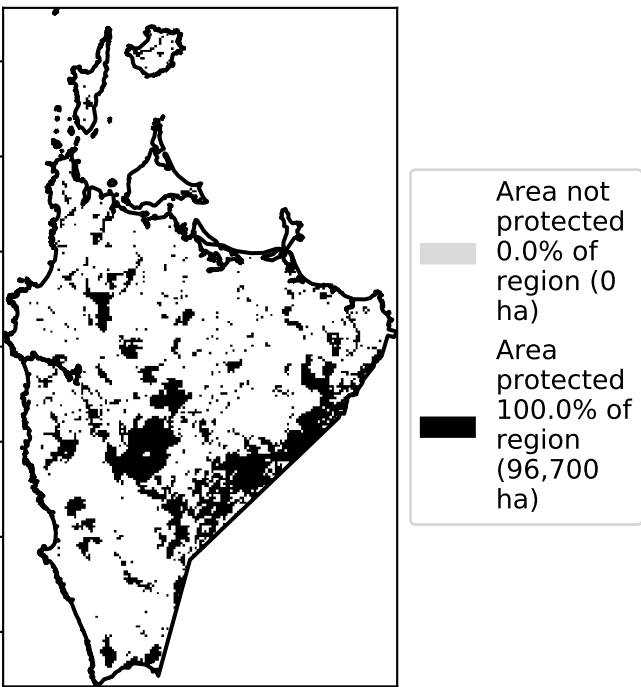 Area not
protected
0.0% of
region (0
ha)
Area
protected
100.0% of
region
(96,700
ha)